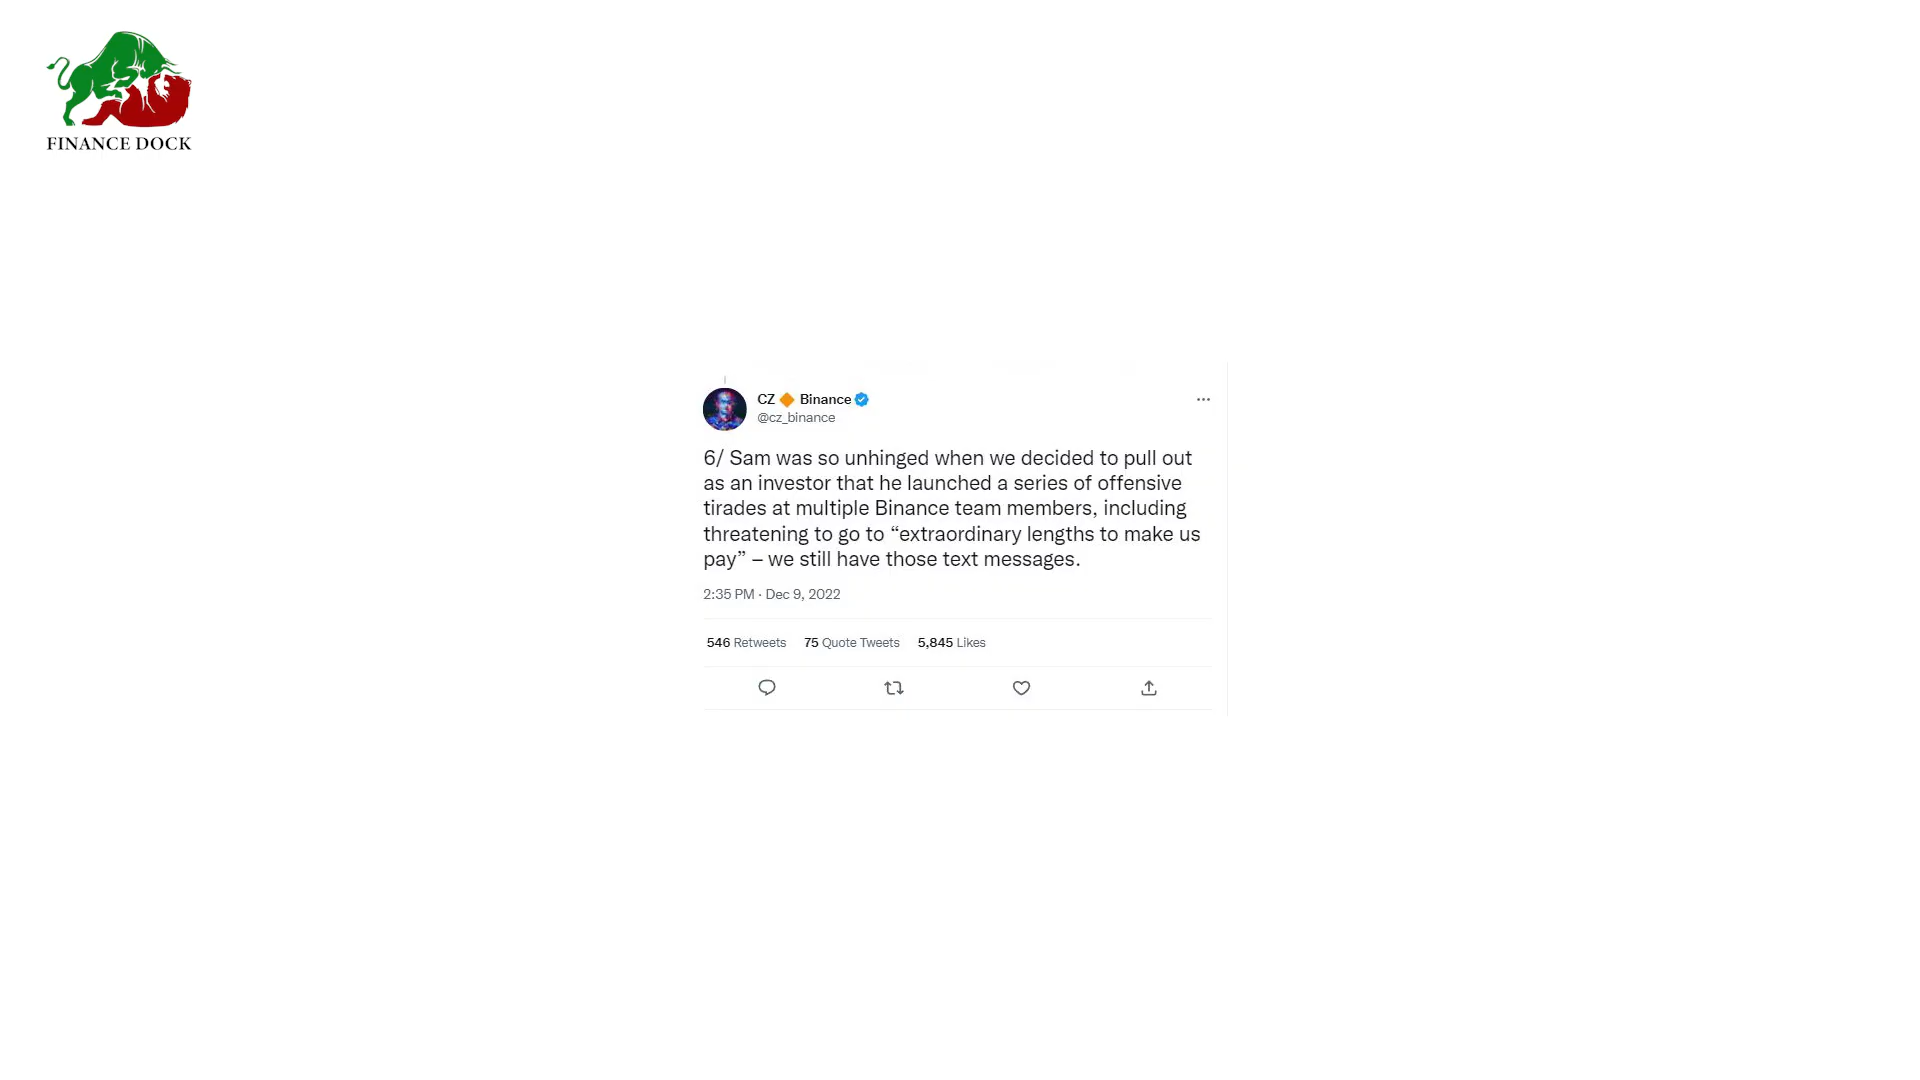 FINANCE DOCK
CZ 🔶 Binance
@cz_binance
6/ Sam was so unhinged when we decided to pull out
as an investor that he launched a series of offensive
tirades at multiple Binance team members, including
threatening to go to “extraordinary lengths to make us
pay” – we still have those text messages.
2:35 PM · Dec 9, 2022
546 Retweets 75 Quote Tweets 5,845 Likes